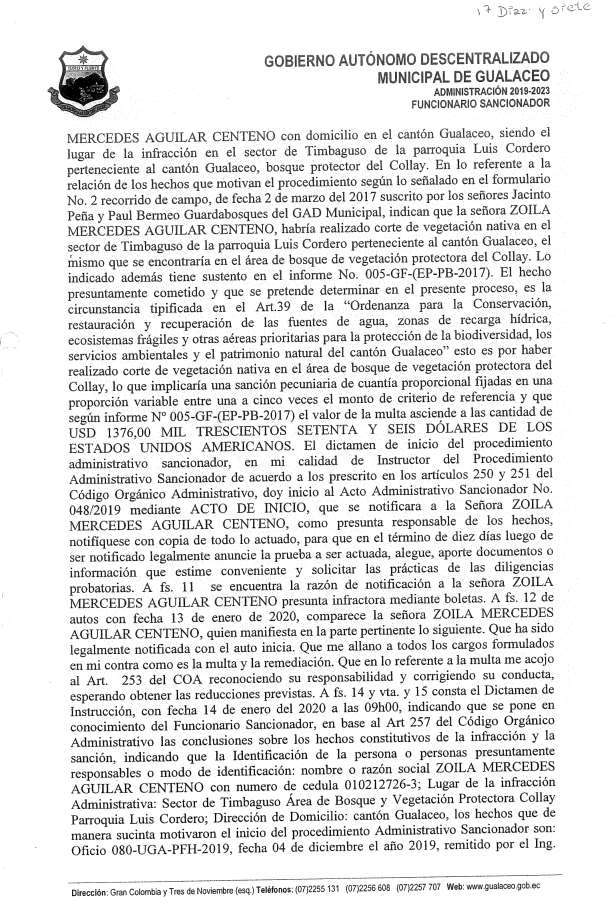 17 Diez y siete
GOBIERNO AUTÓNOMO DESCENTRALIZADO
MUNICIPAL DE GUALACEO
ADMINISTRACIÓN 2019-2023
FUNCIONARIO SANCIONADOR
MERCEDES AGUILAR CENTENO con domicilio en el cantón Gualaceo, siendo el
lugar de la infracción en el sector de Timbaguso de la parroquia Luis Cordero
perteneciente al cantón Gualaceo, bosque protector del Collay. En lo referente a la
relación de los hechos que motivan el procedimiento según lo señalado en el formulario
No. 2 recorrido de campo, de fecha 2 de marzo del 2017 suscrito por los señores Jacinto
Peña y Paul Bermeo Guardabosques del GAD Municipal, indican que la señora ZOILA
MERCEDES AGUILAR CENTENO, habría realizado corte de vegetación nativa en el
sector de Timbaguso de la parroquia Luis Cordero perteneciente al cantón Gualaceo, el
mismo que se encontraría en el área de bosque de vegetación protectora del Collay. Lo
indicado además tiene sustento en el informe No. 005-GF-(EP-PB-2017). El hecho
presuntamente cometido y que se pretende determinar en el presente proceso, es la
circunstancia tipificada en el Art.39 de la “Ordenanza para la Conservación,
restauración y recuperación de las fuentes de agua, zonas de recarga hídrica,
ecosistemas frágiles y otras aéreas prioritarias para la protección de la biodiversidad, los
servicios ambientales y el patrimonio natural del cantón Gualaceo” esto es por haber
realizado corte de vegetación nativa en el área de bosque de vegetación protectora del
Collay, lo que implicaría una sanción pecuniaria de cuantía proporcional fijadas en una
proporción variable entre una a cinco veces el monto de criterio de referencia y que
según informe N° 005-GF-(EP-PB-2017) el valor de la multa asciende a las cantidad de
USD 1376,00 MIL TRESCIENTOS SETENTA Y SEIS DÓLARES DE LOS
ESTADOS UNIDOS AMERICANOS. El dictamen de inicio del procedimiento
administrativo sancionador, en mi calidad de Instructor del Procedimiento
Administrativo Sancionador de acuerdo a los prescrito en los artículos 250 y 251 del
Código Orgánico Administrativo, doy inicio al Acto Administrativo Sancionador No.
048/2019 mediante ACTO DE INICIO, que se notificara a la Señora ZOILA
MERCEDES AGUILAR CENTENO, como presunta responsable de los hechos,
notifíquese con copia de todo lo actuado, para que en el término de diez días luego de
ser notificado legalmente anuncie la prueba a ser actuada, alegue, aporte documentos o
información que estime conveniente y solicitar las prácticas de las diligencias
probatorias. A fs. 11 se encuentra la razón de notificación a la señora ZOILA
MERCEDES AGUILAR CENTENO presunta infractora mediante boletas. A fs. 12 de
autos con fecha 13 de enero de 2020, comparece la señora ZOILA MERCEDES
AGUILAR CENTENO, quien manifiesta en la parte pertinente lo siguiente. Que ha sido
legalmente notificada con el auto inicia. Que me allano a todos los cargos formulados
en mi contra como es la multa y la remediación. Que en lo referente a la multa me acojo
al Art. 253 del COA reconociendo su responsabilidad y corrigiendo su conducta,
esperando obtener las reducciones previstas. A fs. 14 y vta. y 15 consta el Dictamen de
Instrucción, con fecha 14 de enero del 2020 a las 09h00, indicando que se pone en
conocimiento del Funcionario Sancionador, en base al Art 257 del Código Orgánico
Administrativo las conclusiones sobre los hechos constitutivos de la infracción y la
sanción, indicando que la Identificación de la persona o personas presuntamente
responsables o modo de identificación: nombre o razón social ZOILA MERCEDES
AGUILAR CENTENO con numero de cedula 010212726-3; Lugar de la infracción
Administrativa: Sector de Timbaguso Área de Bosque y Vegetación Protectora Collay
Parroquia Luis Cordero; Dirección de Domicilio: cantón Gualaceo, los hechos que de
manera sucinta motivaron el inicio del procedimiento Administrativo Sancionador son:
Oficio 080-UGA-PFH-2019, fecha 04 de diciembre el año 2019, remitido por el Ing.
Dirección: Gran Colombia y Tres de Noviembre (esq.) Teléfonos: (07)2255 131 (07)2256 608 (07)2257 707 Web: www.gualaceo.gob.ec